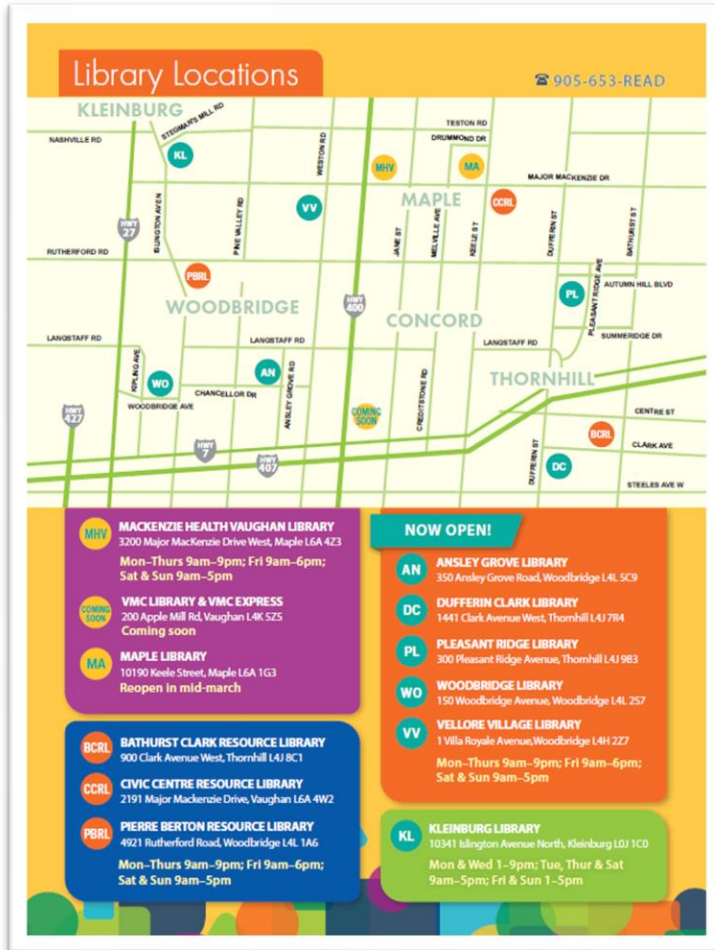 Library Locations
☎ 905-653-READ
KLEINBURG
STEGMAN'S MILL RD
NASHVILLE RD
TESTON RD
DRUMMOND DR
KL
WESTON RD
MHV
MA
MAJOR MACKENZIE DR
MAPLE
CCRL
VV
HWY
27
ISLINGTON AVE N
PINE VALLEY RD
JANE ST
MELVILLE AVE
KEELE ST
DUFFERIN ST
BATHURST ST
RUTHERFORD RD
PBRL
PLEASANT RIDGE AVE
AUTUMN HILL BLVD
PL
WOODBRIDGE
HWY
400
CONCORD
SUMMERIDGE DR
LANGSTAFF RD
LANGSTAFF RD
LANGSTAFF RD
THORNHILL
KIPLING AVE
WO
AN
CHANCELLOR DR
WOODBRIDGE AVE
ANSLEY GROVE RD
COMING
SOON
CREDITSTONE RD
HWY
427
CENTRE ST
BCRL
CLARK AVE
HWY
7
HWY
407
DUFFERIN ST
DC
STEELES AVE W
MHV
MACKENZIE HEALTH VAUGHAN LIBRARY
3200 Major MacKenzie Drive West, Maple L6A 4Z3
Mon–Thurs 9am–9pm; Fri 9am–6pm;
Sat & Sun 9am–5pm
COMING
SOON
VMC LIBRARY & VMC EXPRESS
200 Apple Mill Rd, Vaughan L4K 5Z5
Coming soon
MA
MAPLE LIBRARY
10190 Keele Street, Maple L6A 1G3
Reopen in mid-march
BCRL
BATHURST CLARK RESOURCE LIBRARY
900 Clark Avenue West, Thornhill L4J 8C1
CCRL
CIVIC CENTRE RESOURCE LIBRARY
2191 Major Mackenzie Drive, Vaughan L6A 4W2
PBRL
PIERRE BERTON RESOURCE LIBRARY
4921 Rutherford Road, Woodbridge L4L 1A6
Mon–Thurs 9am–9pm; Fri 9am–6pm;
Sat & Sun 9am–5pm
NOW OPEN!
AN
ANSLEY GROVE LIBRARY
350 Ansley Grove Road, Woodbridge L4L 5C9
DC
DUFFERIN CLARK LIBRARY
1441 Clark Avenue West, Thornhill L4J 7R4
PL
PLEASANT RIDGE LIBRARY
300 Pleasant Ridge Avenue, Thornhill L4J 9B3
WO
WOODBRIDGE LIBRARY
150 Woodbridge Avenue, Woodbridge L4L 2S7
VV
VELLORE VILLAGE LIBRARY
1 Villa Royale Avenue, Woodbridge L4H 2Z7
Mon–Thurs 9am–9pm; Fri 9am–6pm;
Sat & Sun 9am–5pm
KL
KLEINBURG LIBRARY
10341 Islington Avenue North, Kleinburg L0J 1C0
Mon & Wed 1–9pm; Tue, Thur & Sat
9am–5pm; Fri & Sun 1–5pm